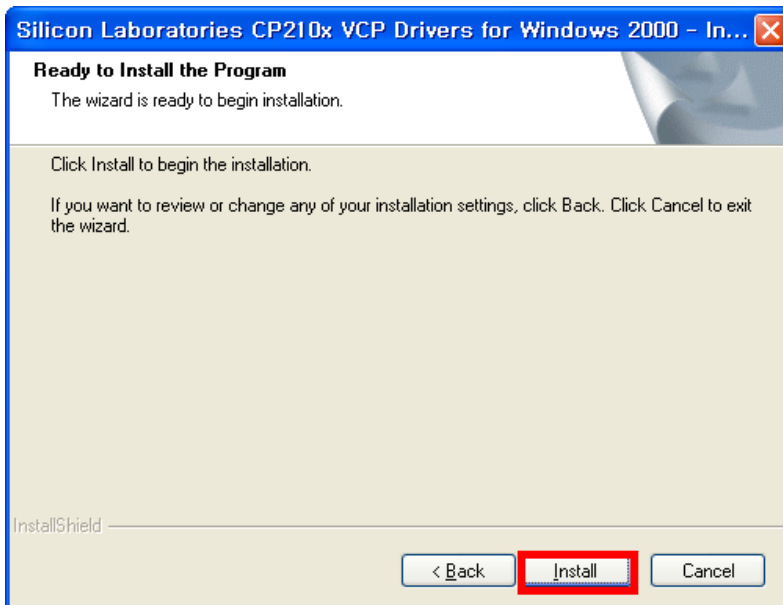 Silicon Laboratories CP210x VCP Drivers for Windows 2000 - In...
Ready to Install the Program
The wizard is ready to begin installation.
Click Install to begin the installation.
If you want to review or change any of your installation settings, click Back. Click Cancel to exit
the wizard.
InstallShield
< Back
Install
Cancel